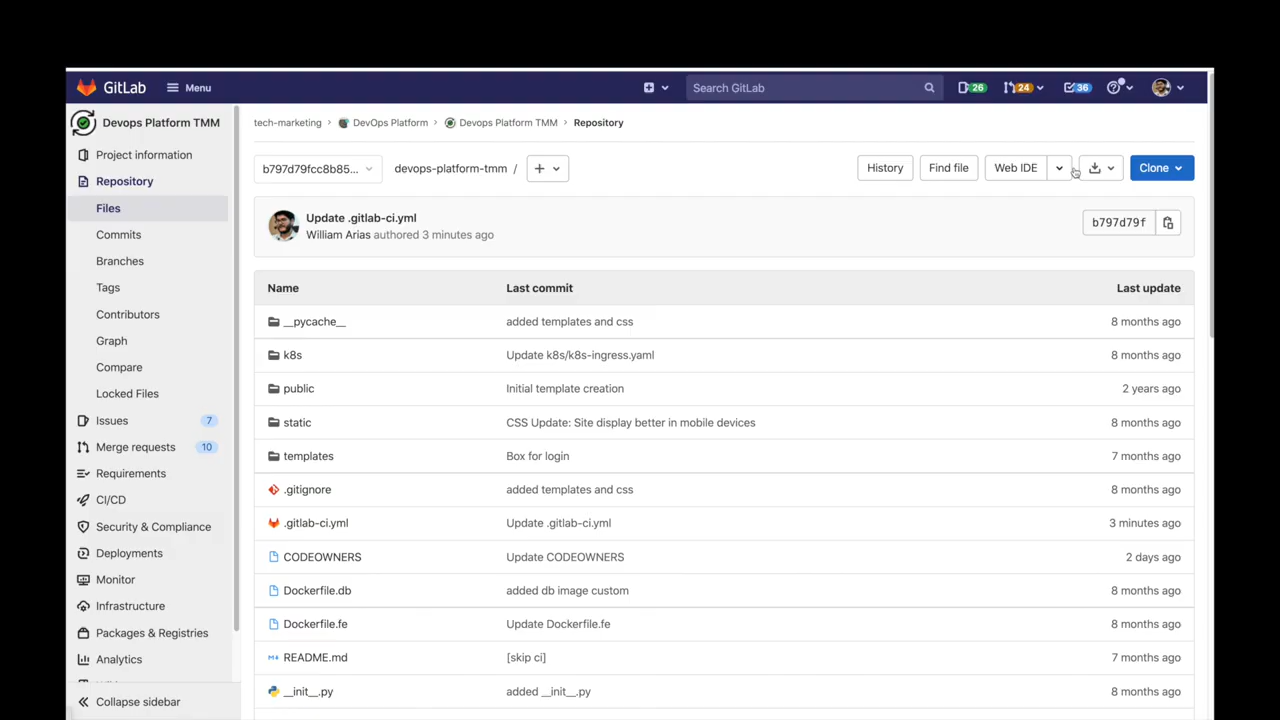 GitLab Menu Search GitLab 26 24 36
Devops Platform TMM
tech-marketing › DevOps Platform › Devops Platform TMM › Repository
Project information
Repository
Files
Commits
Branches
Tags
Contributors
Graph
Compare
Locked Files
Issues 7
Merge requests 10
Requirements
CI/CD
Security & Compliance
Deployments
Monitor
Infrastructure
Packages & Registries
Analytics
Collapse sidebar
b797d79fcc8b85... devops-platform-tmm / + History Find file Web IDE Clone
Update .gitlab-ci.yml
William Arias authored 3 minutes ago
b797d79f
Name Last commit Last update
__pycache__ added templates and css 8 months ago
k8s Update k8s/k8s-ingress.yaml 8 months ago
public Initial template creation 2 years ago
static CSS Update: Site display better in mobile devices 8 months ago
templates Box for login 7 months ago
.gitignore added templates and css 8 months ago
.gitlab-ci.yml Update .gitlab-ci.yml 3 minutes ago
CODEOWNERS Update CODEOWNERS 2 days ago
Dockerfile.db added db image custom 8 months ago
Dockerfile.fe Update Dockerfile.fe 8 months ago
README.md [skip ci] 7 months ago
__init__.py added __init__.py 8 months ago